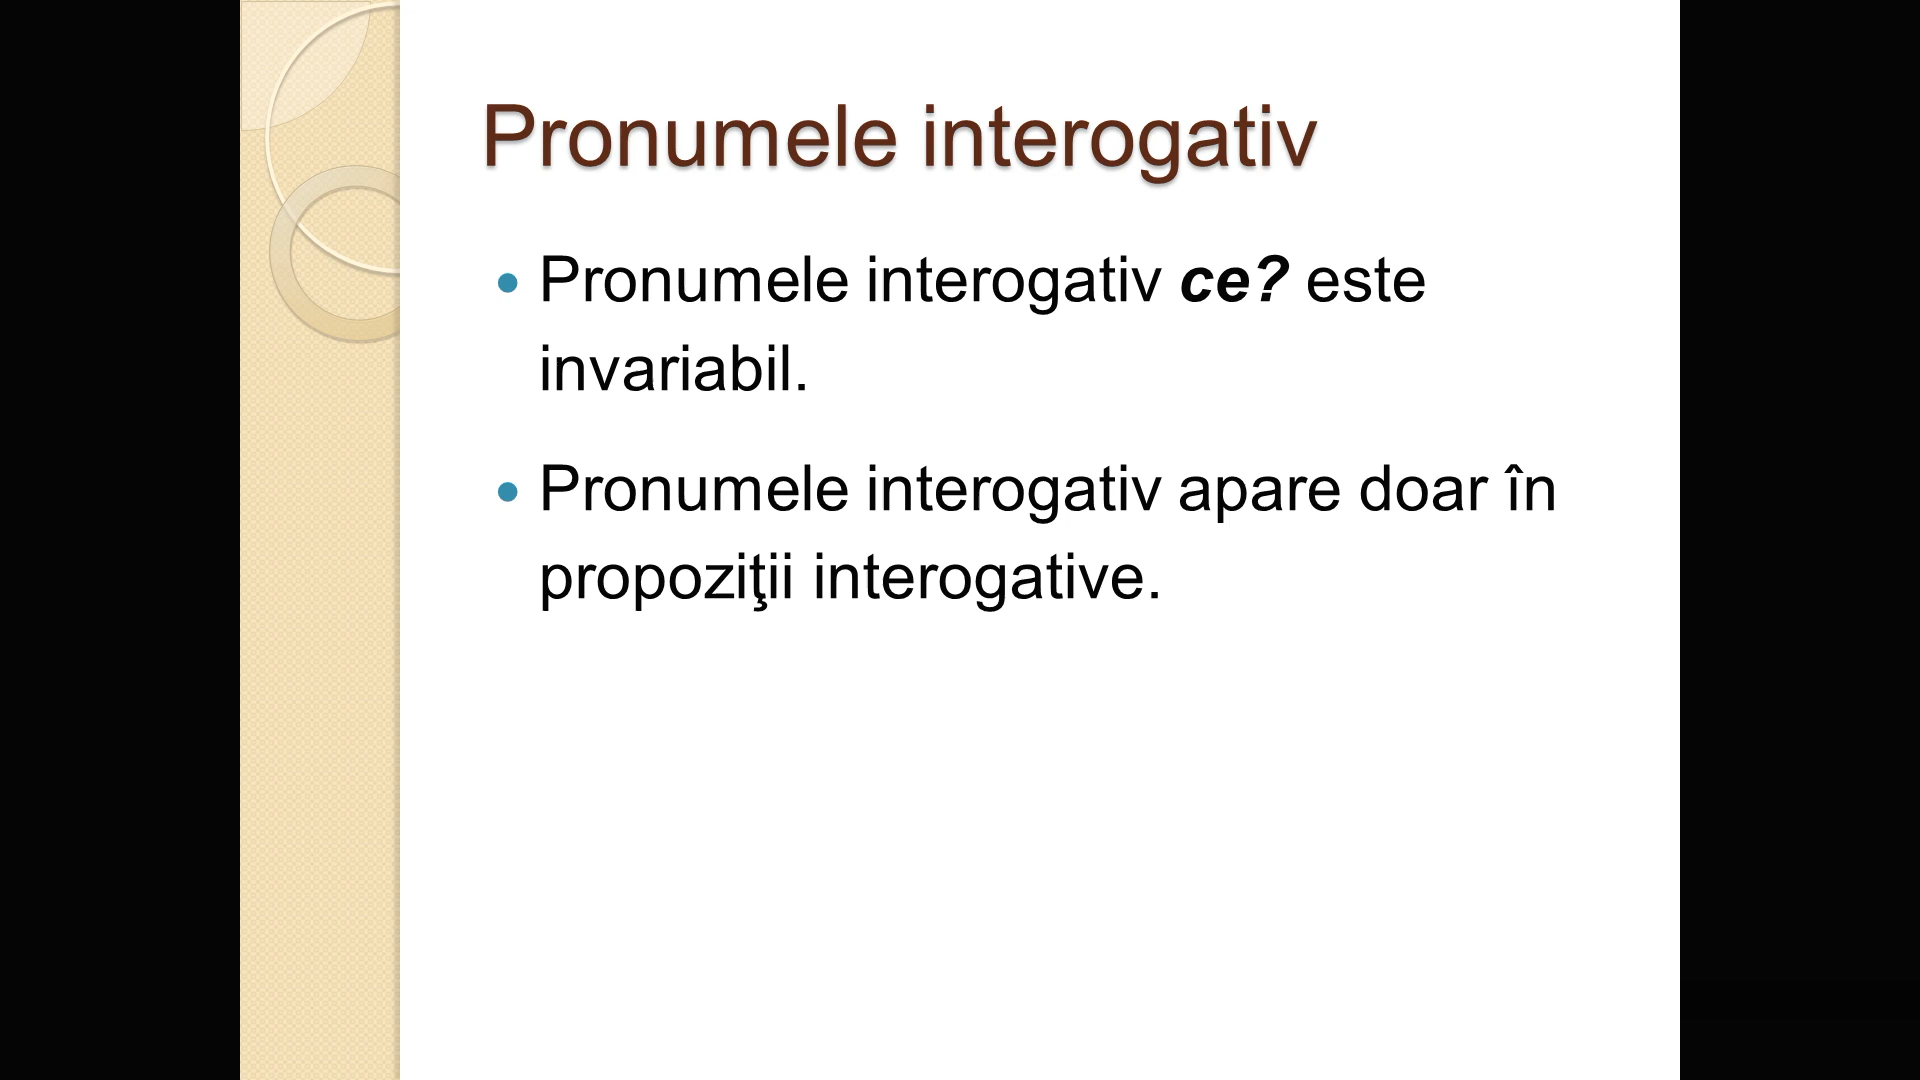 Pronumele interogativ
• Pronumele interogativ ce? este
invariabil.
• Pronumele interogativ apare doar în
propoziţii interogative.